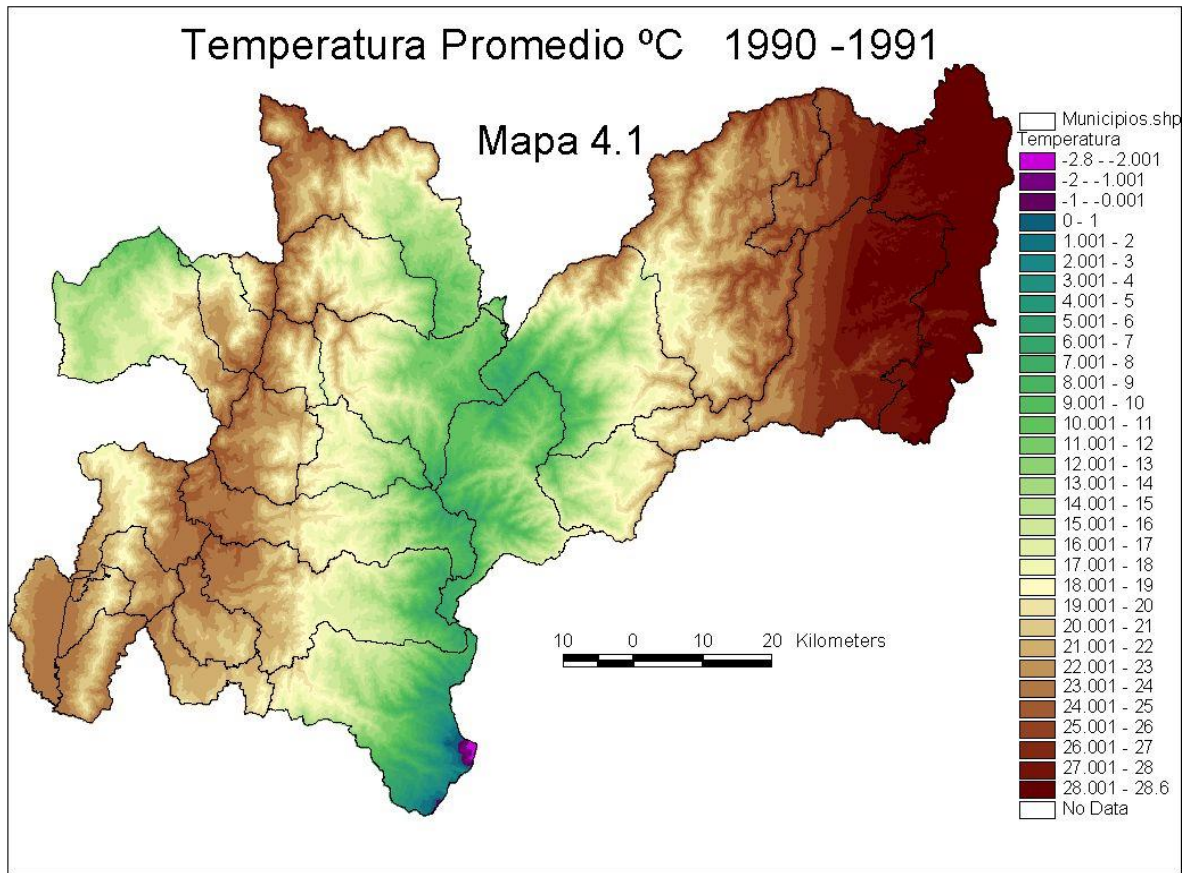 Temperatura Promedio ºC 1990 -1991
Mapa 4.1
Municipios.shp
Temperatura
-2.8 - -2.001
-2 - -1.001
-1 - -0.001
0 - 1
1.001 - 2
2.001 - 3
3.001 - 4
4.001 - 5
5.001 - 6
6.001 - 7
7.001 - 8
8.001 - 9
9.001 - 10
10.001 - 11
11.001 - 12
12.001 - 13
13.001 - 14
14.001 - 15
15.001 - 16
16.001 - 17
17.001 - 18
18.001 - 19
19.001 - 20
20.001 - 21
21.001 - 22
22.001 - 23
23.001 - 24
24.001 - 25
25.001 - 26
26.001 - 27
27.001 - 28
28.001 - 28.6
No Data
10 0 10 20 Kilometers